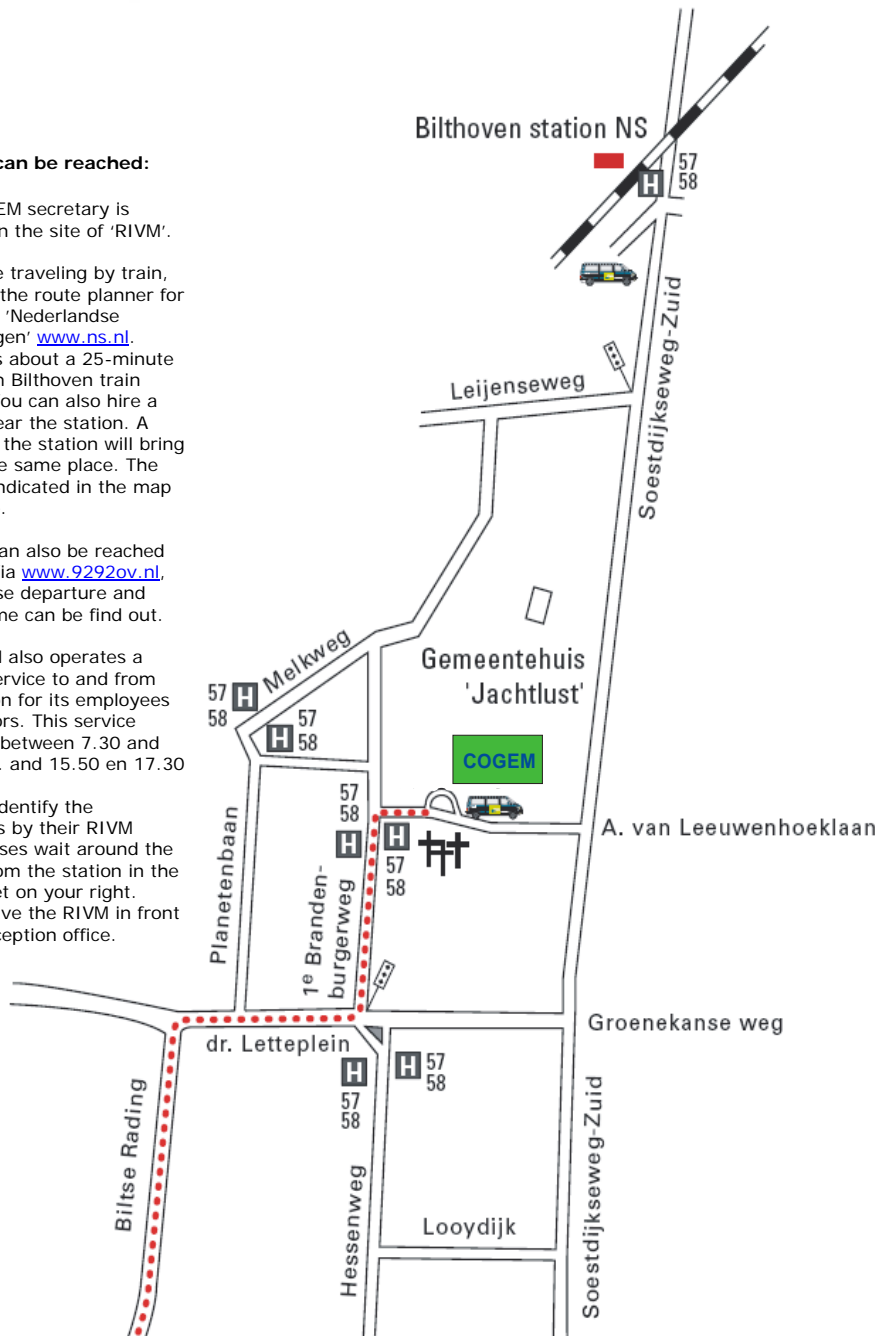 can be reached:
EM secretary is
n the site of ‘RIVM’.
e traveling by train,
the route planner for
‘Nederlandse
gen’ www.ns.nl.
s about a 25-minute
n Bilthoven train
ou can also hire a
ear the station. A
the station will bring
e same place. The
ndicated in the map
.
an also be reached
ia www.9292ov.nl,
se departure and
me can be find out.
l also operates a
ervice to and from
on for its employees
ors. This service
between 7.30 and
. and 15.50 en 17.30
dentify the
s by their RIVM
ses wait around the
om the station in the
et on your right.
ve the RIVM in front
ception office.
Bilthoven station NS
H
57
58
Soestdijkseweg-Zuid
Leijenseweg
Melkweg
57
58
H
H
57
58
Gemeentehuis
'Jachtlust'
COGEM
57
58
H
H
57
58
A. van Leeuwenhoeklaan
Planetenbaan
1e Branden-
burgerweg
Groenekanse weg
dr. Letteplein
H
57
58
H
57
58
Biltse Rading
Hessenweg
Looydijk
Soestdijkseweg-Zuid